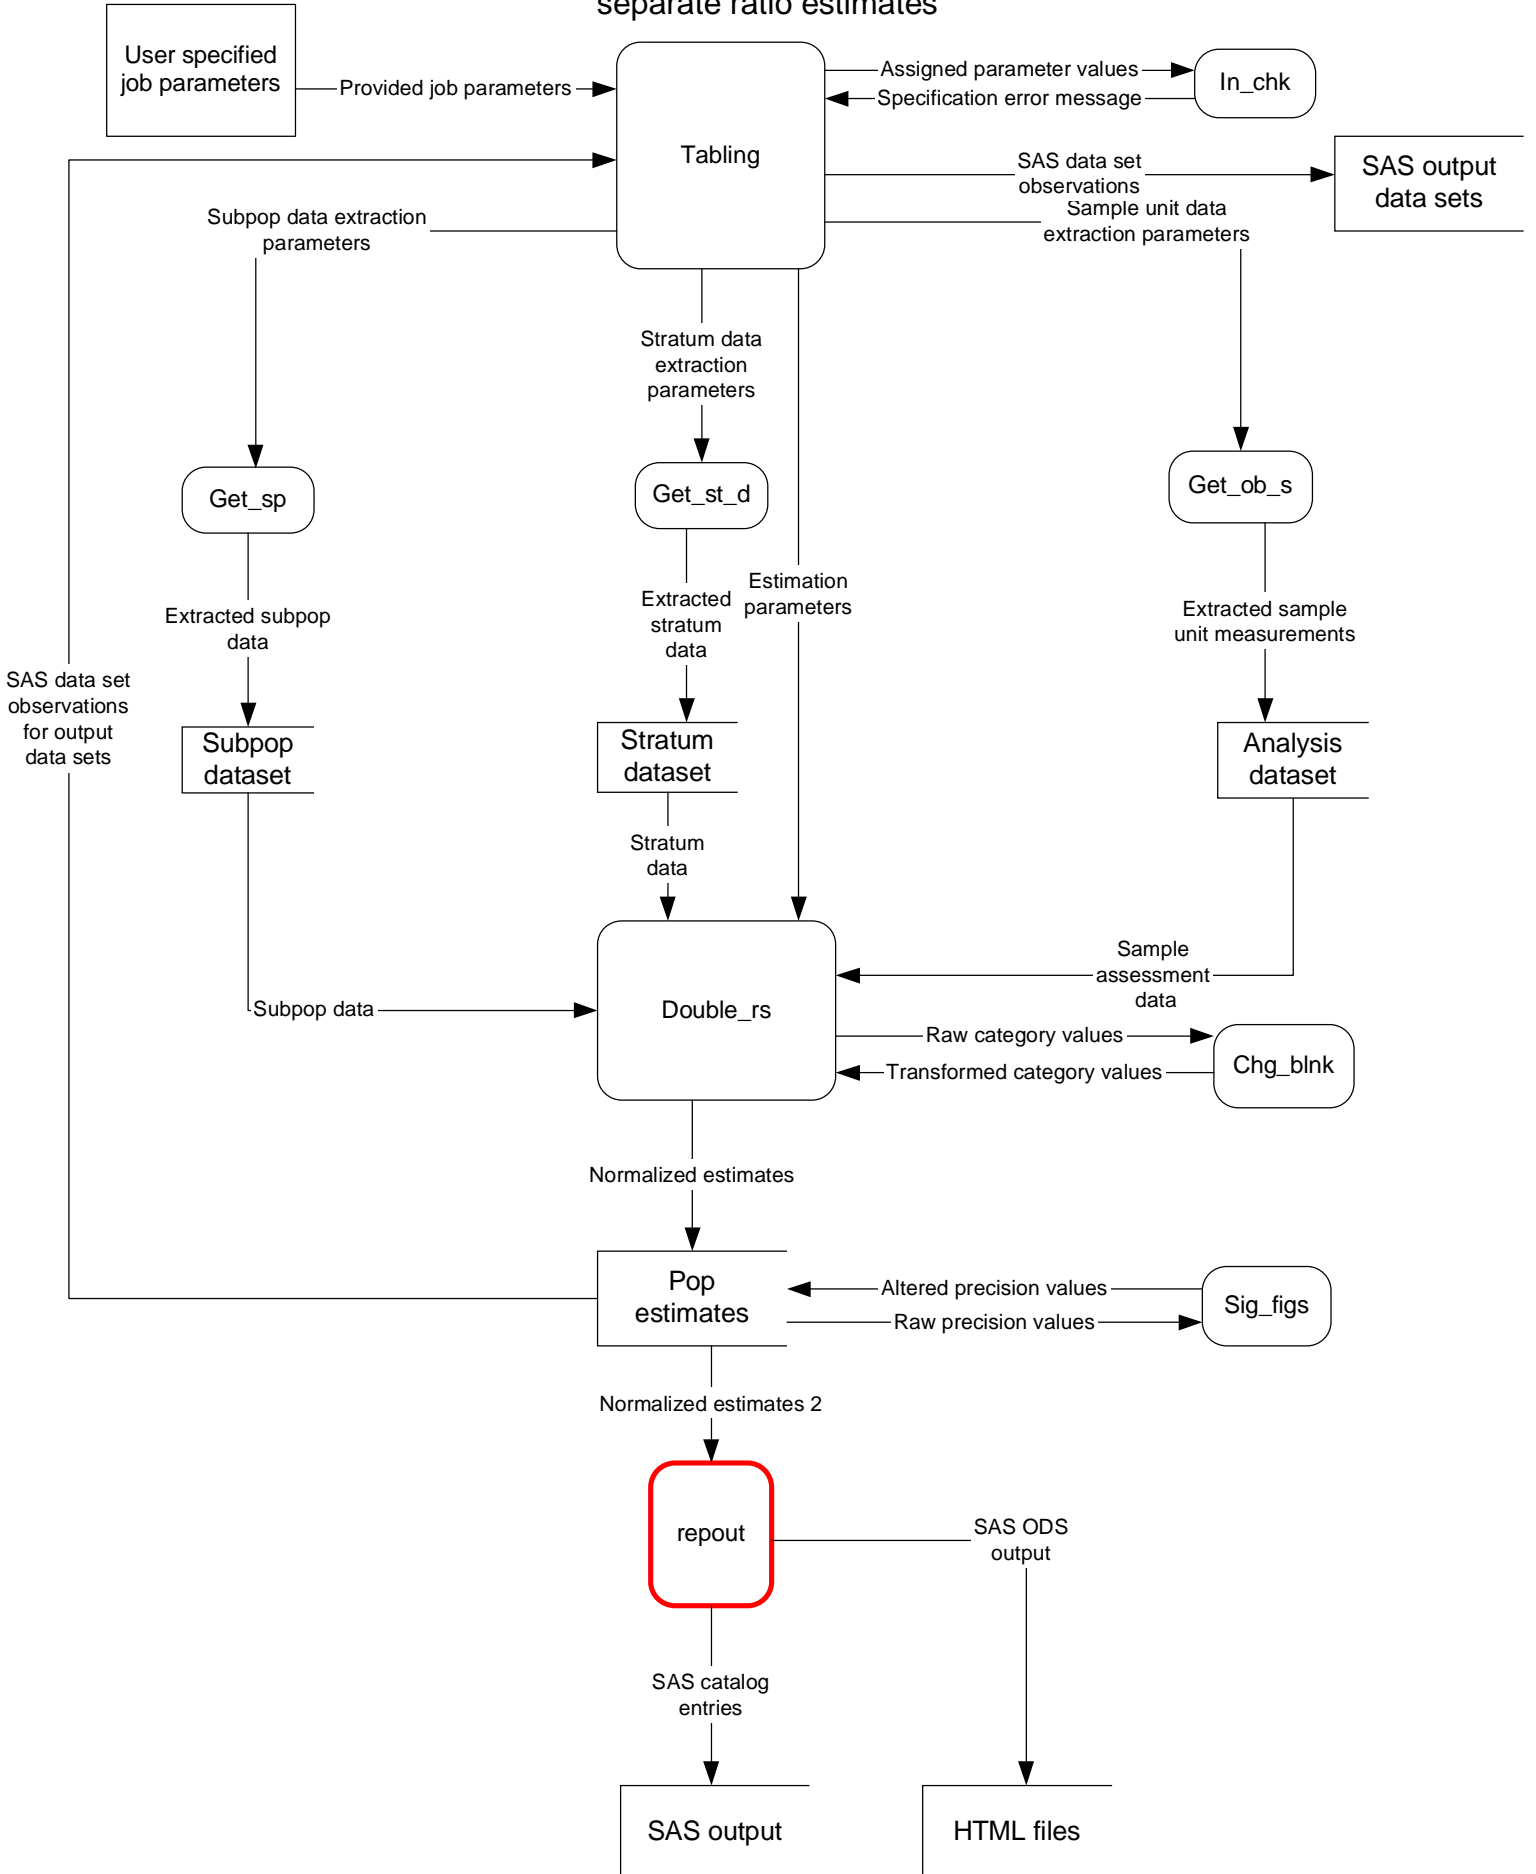 separate ratio estimates
User specified
job parameters
Provided job parameters
Tabling
Assigned parameter values
Specification error message
In_chk
SAS data set
observations
SAS output
data sets
Subpop data extraction
parameters
Sample unit data
extraction parameters
Stratum data
extraction
parameters
Get_sp
Get_st_d
Get_ob_s
Estimation
parameters
Extracted subpop
data
Extracted
stratum
data
Extracted sample
unit measurements
SAS data set
observations
for output
data sets
Subpop
dataset
Stratum
dataset
Analysis
dataset
Stratum
data
Sample
assessment
data
Subpop data
Double_rs
Raw category values
Transformed category values
Chg_blnk
Normalized estimates
Pop
estimates
Altered precision values
Raw precision values
Sig_figs
Normalized estimates 2
repout
SAS ODS
output
SAS catalog
entries
SAS output
HTML files